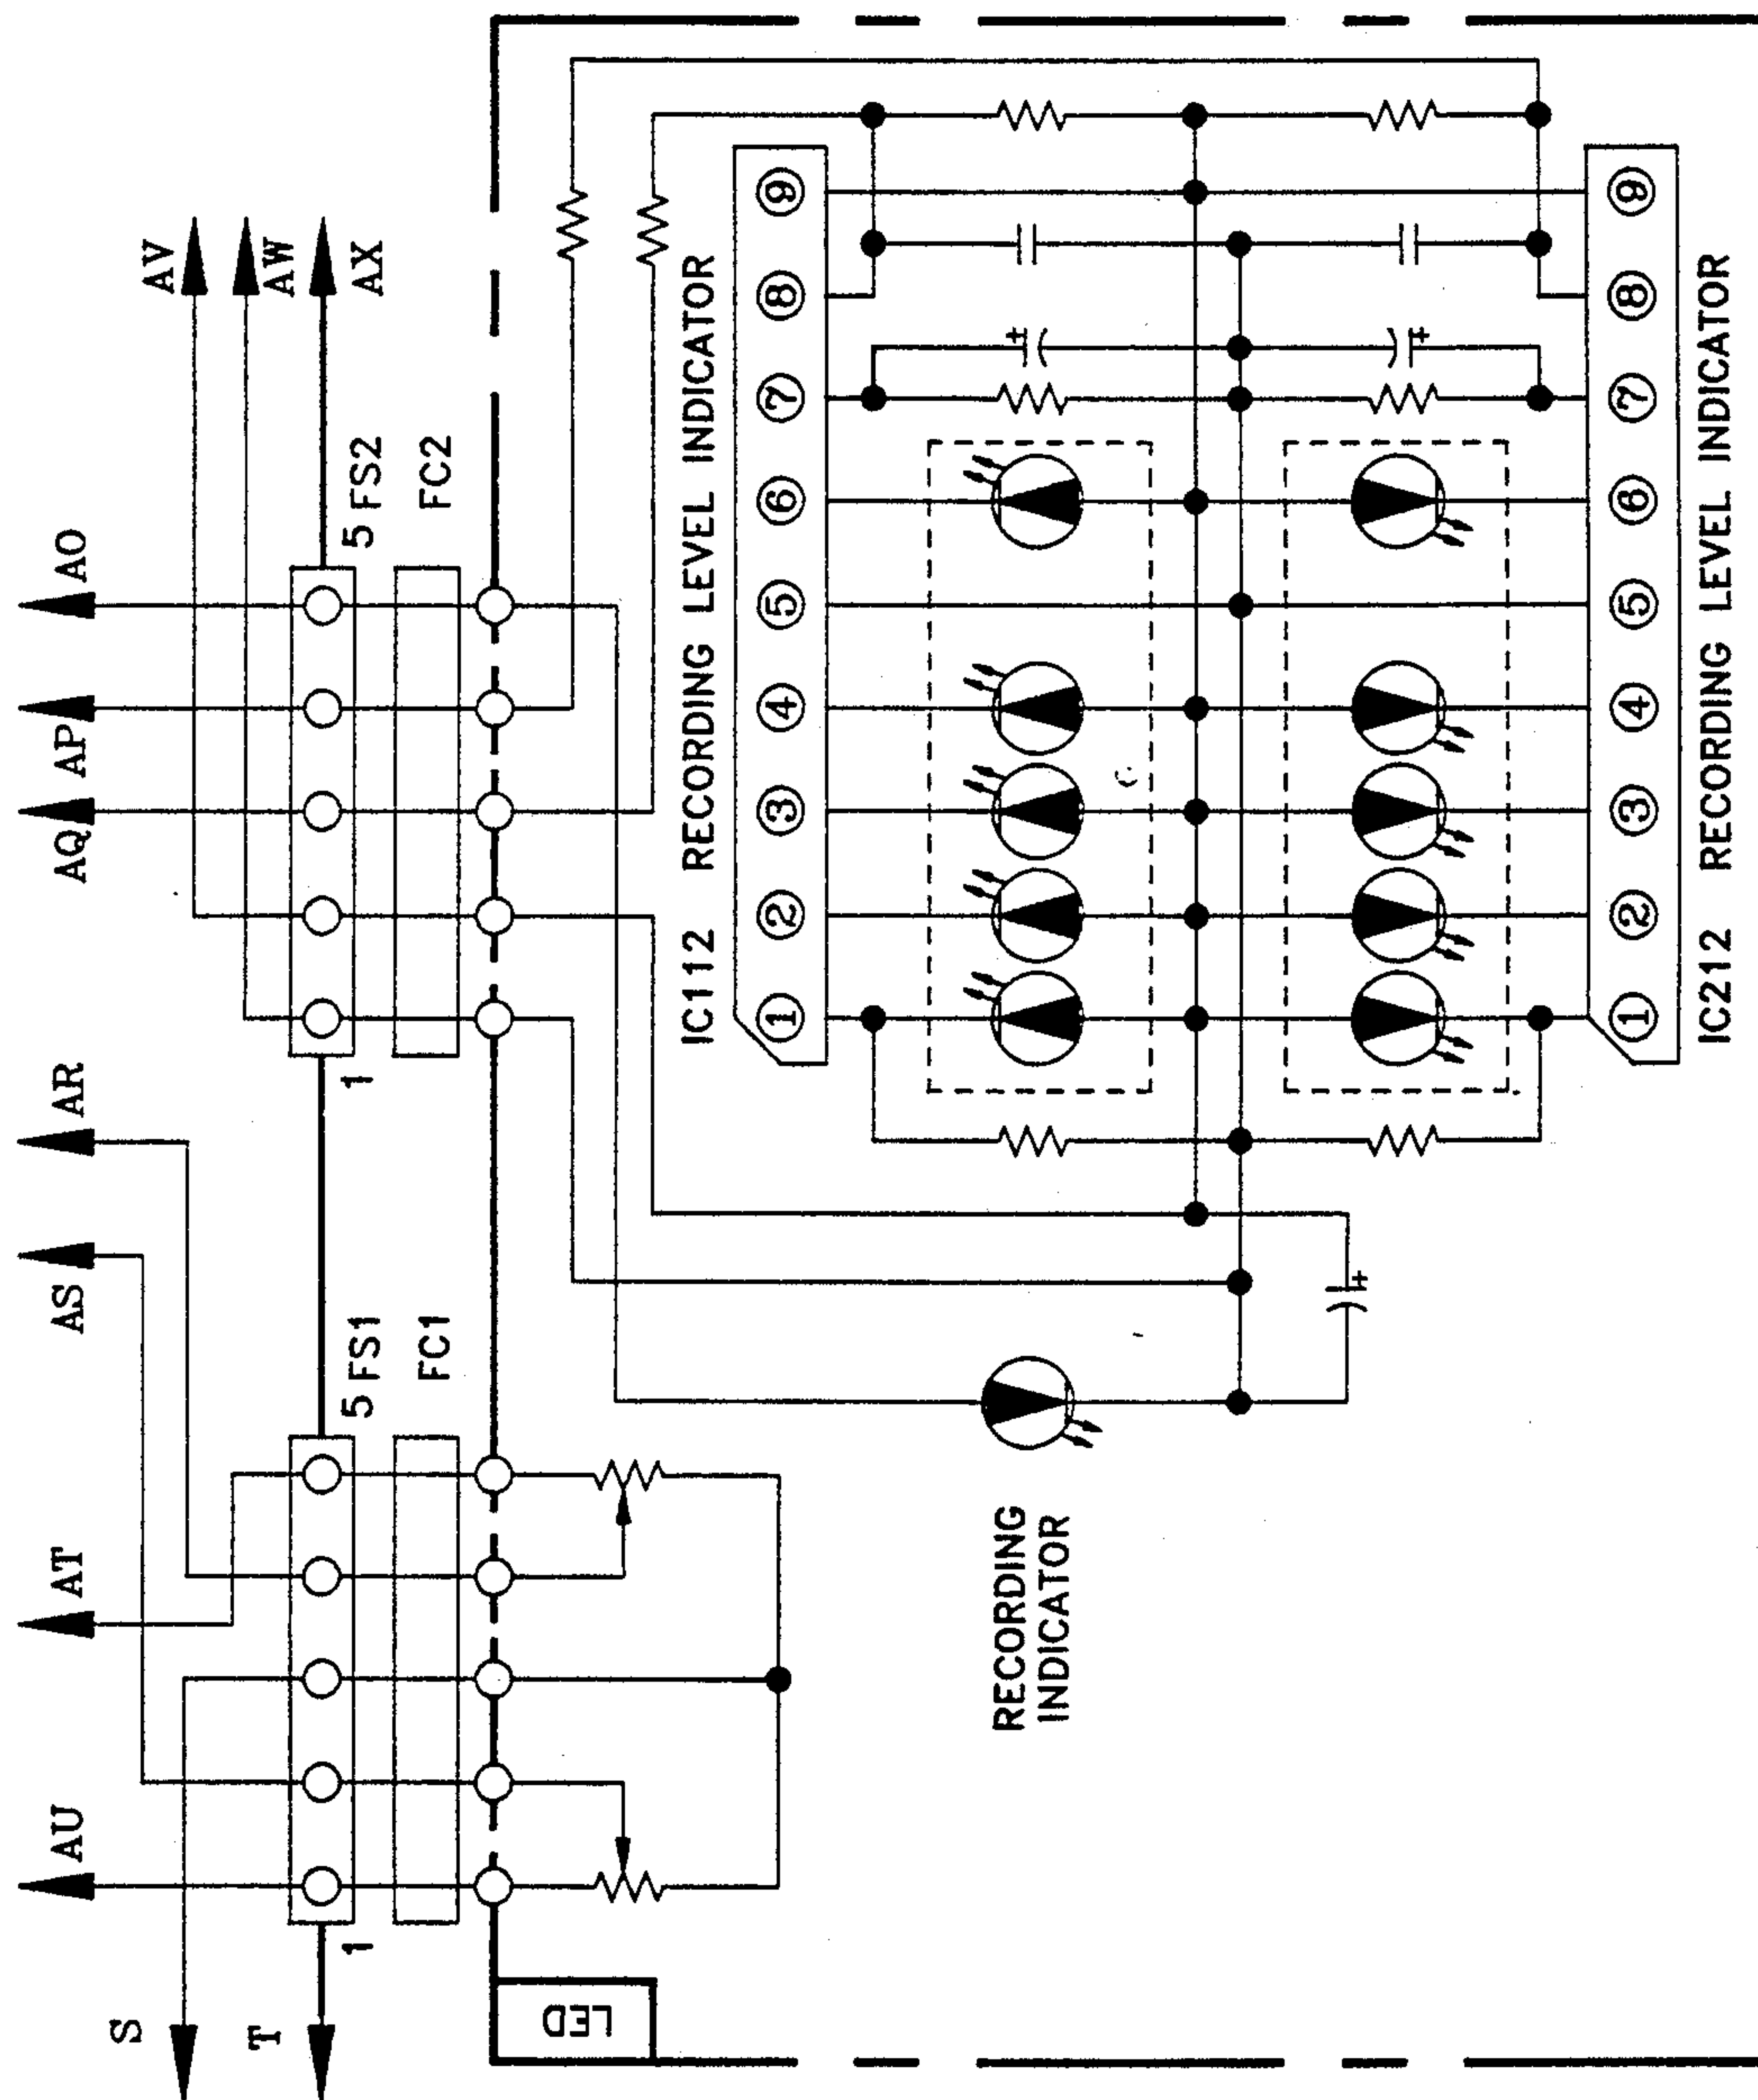 AO
AP
AQ
AR
AS
AT
AU
AV
AW
AX
S
T
5 FS2
FC2
1
5 FS1
FC1
1
IC112 RECORDING LEVEL INDICATOR
1 2 3 4 5 6 7 8 9
+
+
1 2 3 4 5 6 7 8 9
IC212 RECORDING LEVEL INDICATOR
+
RECORDING
INDICATOR
LED